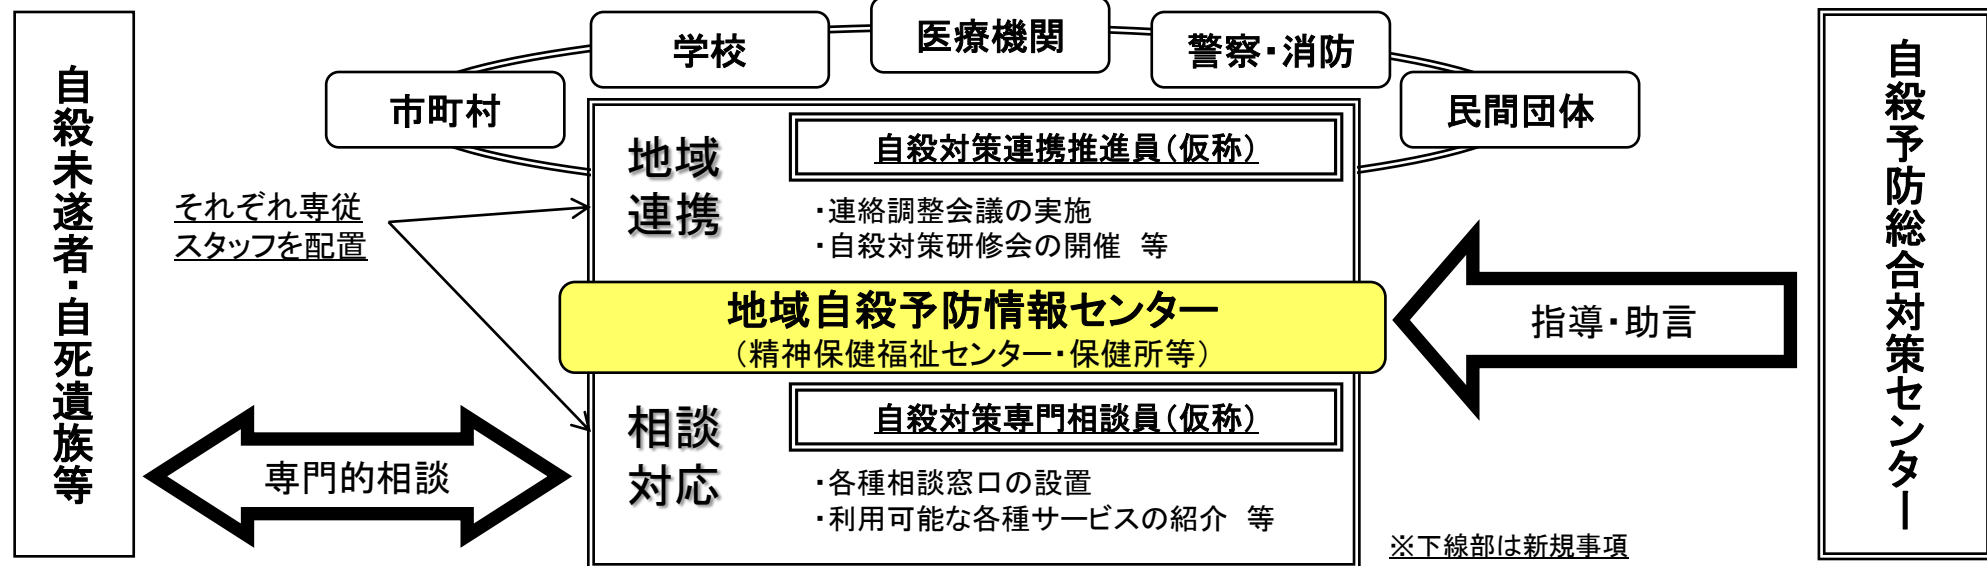 自殺未遂者・自死遺族等
市町村
学校
医療機関
警察・消防
民間団体
自殺予防総合対策センター
地域
連携
自殺対策連携推進員(仮称)
・連絡調整会議の実施
・自殺対策研修会の開催 等
それぞれ専従
スタッフを配置
地域自殺予防情報センター
(精神保健福祉センター・保健所等)
指導・助言
相談
対応
自殺対策専門相談員(仮称)
・各種相談窓口の設置
・利用可能な各種サービスの紹介 等
専門的相談
※下線部は新規事項